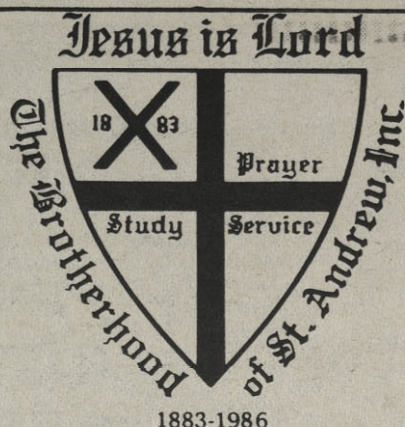 Jesus is Lord
The Brotherhood
of St. Andrew, Inc.
18 83
Prayer
Study Service
1883-1986